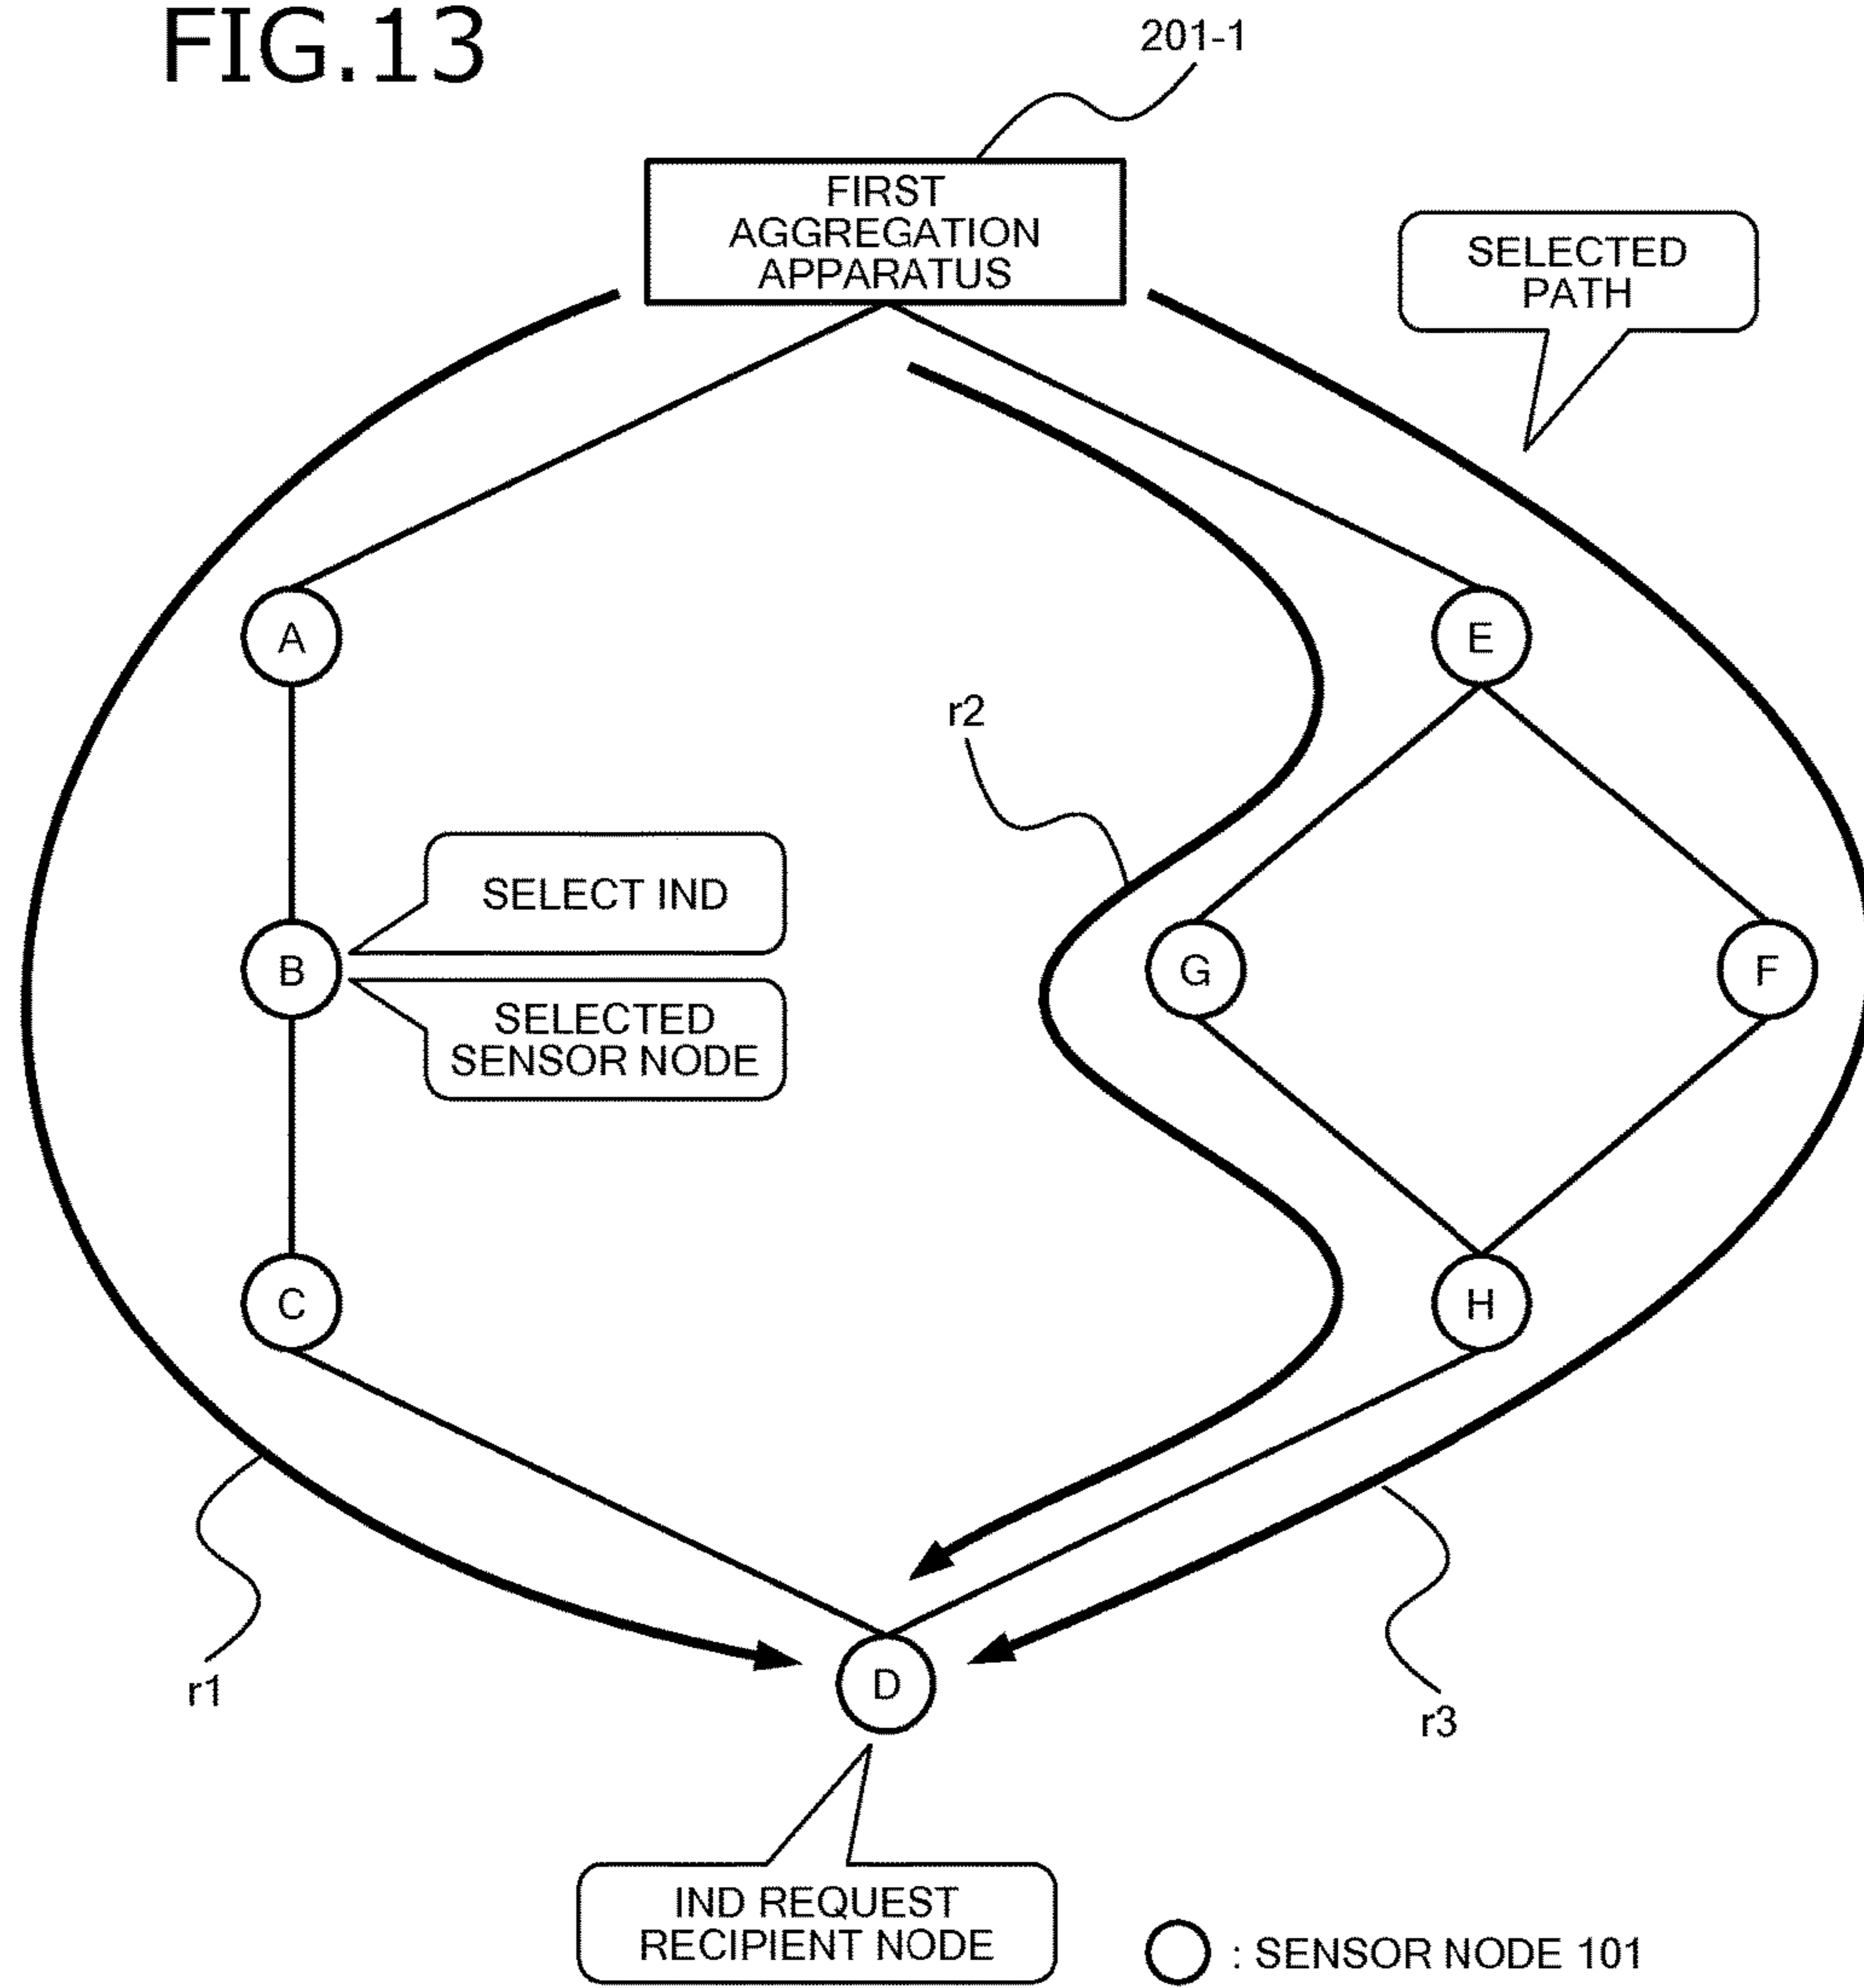 FIG.13
201-1
FIRST
AGGREGATION
APPARATUS
SELECTED
PATH
A
E
r2
SELECT IND
B
G
F
SELECTED
SENSOR NODE
C
H
r1
D
r3
IND REQUEST
RECIPIENT NODE
: SENSOR NODE 101